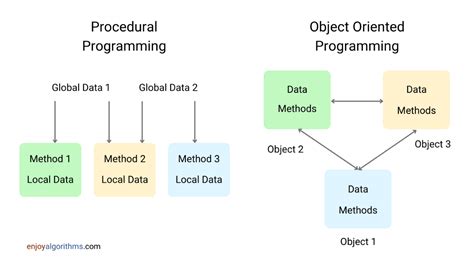 Procedural
Programming
Global Data 1
Global Data 2
Method 1
Local Data
Method 2
Local Data
Method 3
Local Data
Object Oriented
Programming
Data
Methods
Data
Methods
Object 2
Object 3
Data
Methods
Object 1
enjoyalgorithms.com